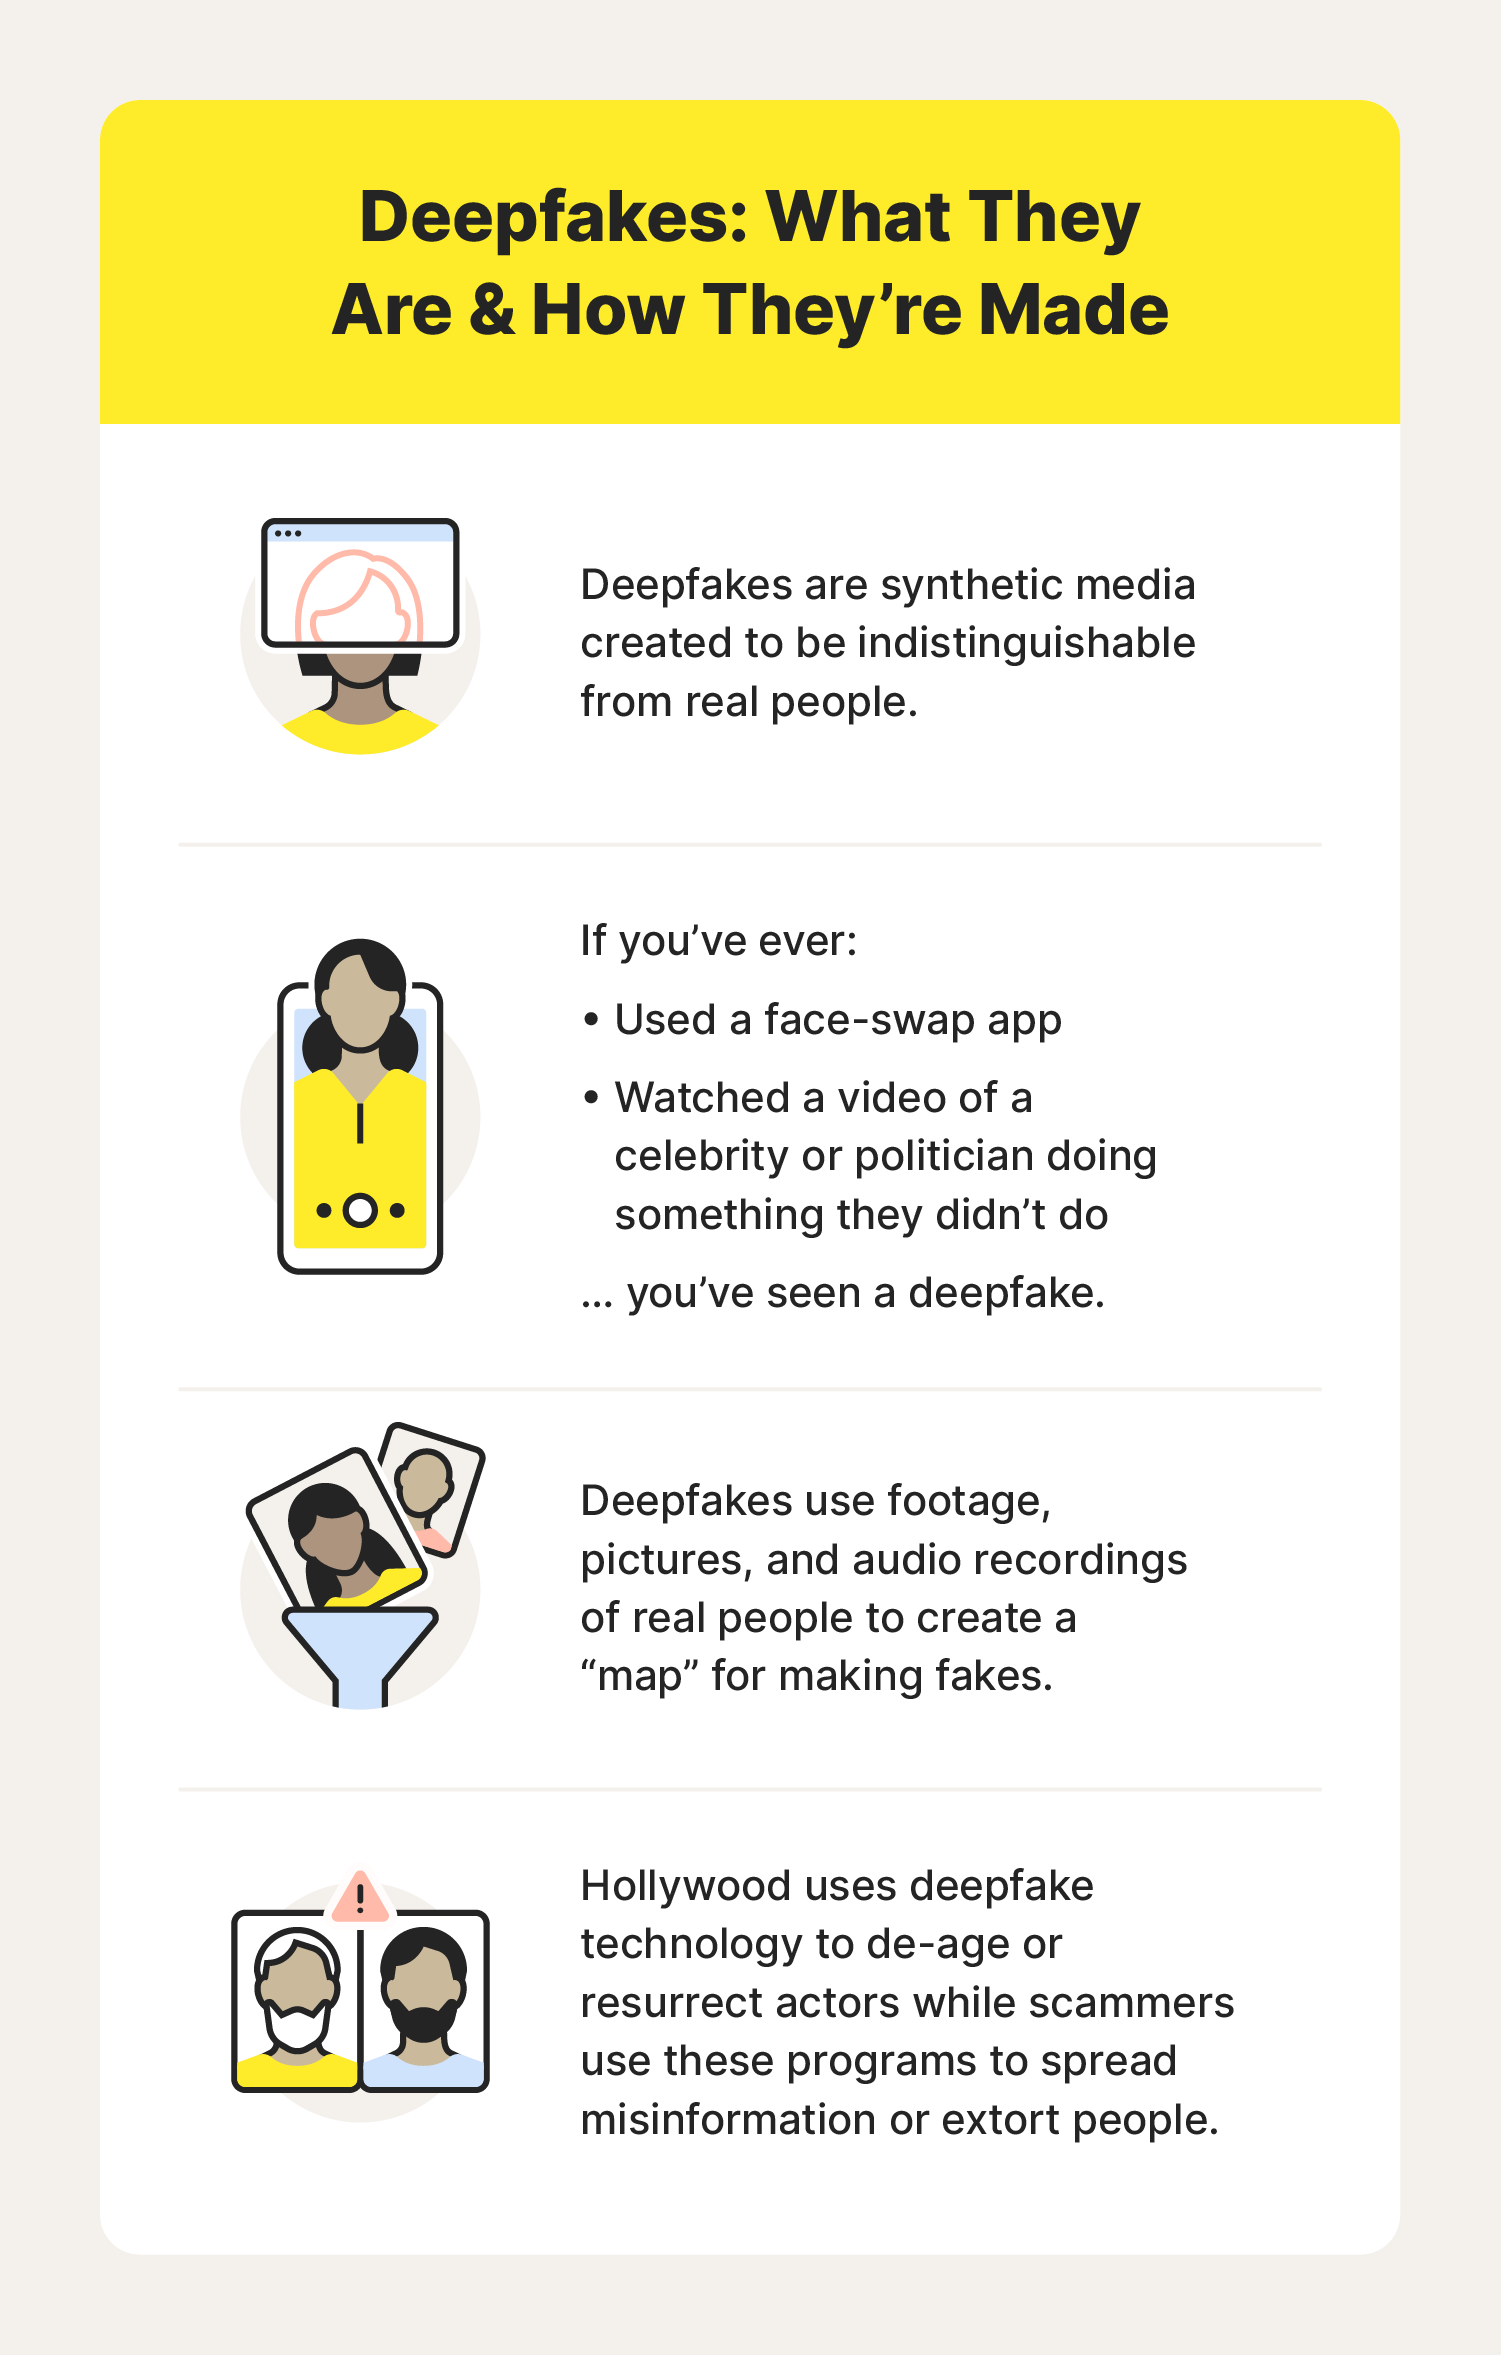 Deepfakes: What They
Are & How They’re Made
Deepfakes are synthetic media
created to be indistinguishable
from real people.
If you’ve ever:
• Used a face-swap app
• Watched a video of a
celebrity or politician doing
something they didn’t do
... you’ve seen a deepfake.
Deepfakes use footage,
pictures, and audio recordings
of real people to create a
“map” for making fakes.
Hollywood uses deepfake
technology to de-age or
resurrect actors while scammers
use these programs to spread
misinformation or extort people.